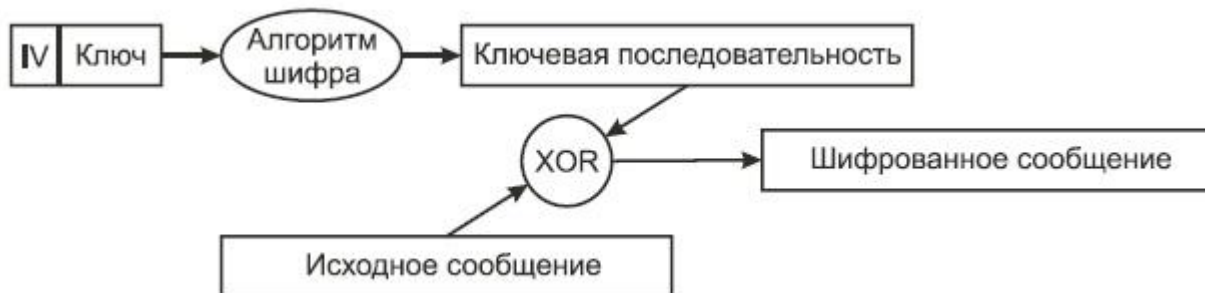 IV Ключ
Алгоритм
шифра
Ключевая последовательность
XOR
Шифрованное сообщение
Исходное сообщение